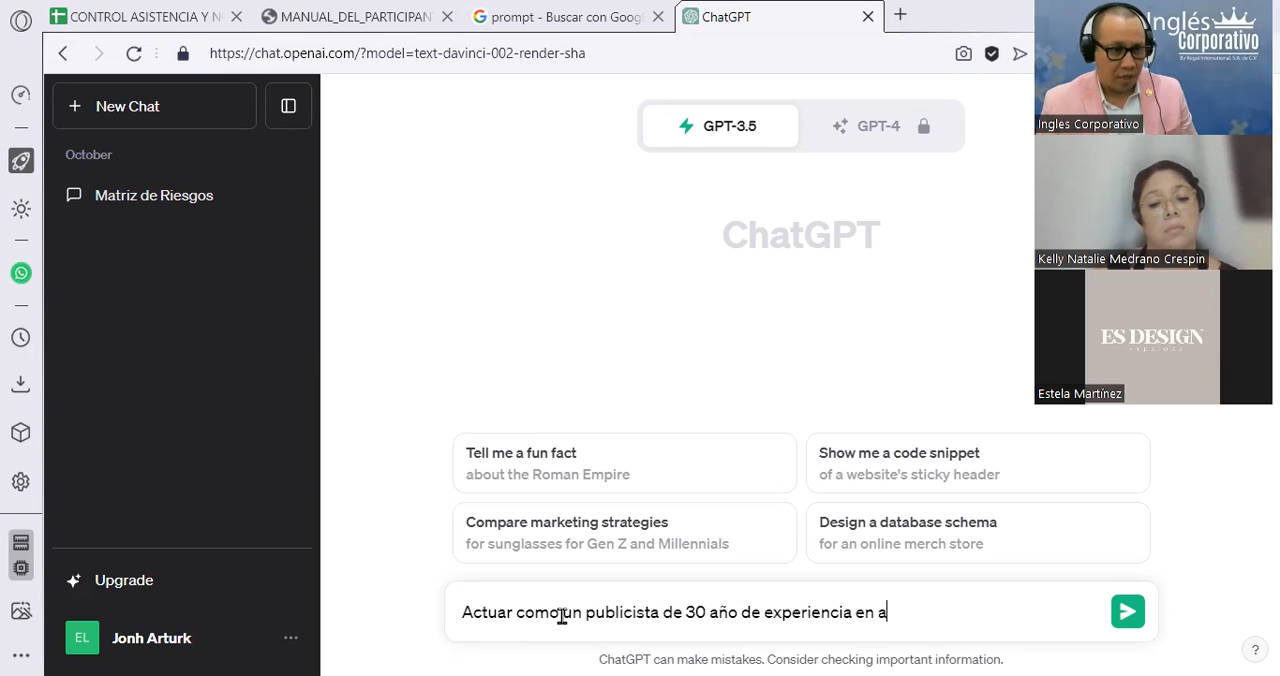 CONTROL ASISTENCIA Y N
MANUAL_DEL_PARTICIPAN
prompt - Buscar con Goog
ChatGPT
https://chat.openai.com/?model=text-davinci-002-render-sha
New Chat
October
Matriz de Riesgos
Upgrade
EL
Jonh Arturk
GPT-3.5
GPT-4
ChatGPT
Tell me a fun fact
about the Roman Empire
Show me a code snippet
of a website's sticky header
Compare marketing strategies
for sunglasses for Gen Z and Millennials
Design a database schema
for an online merch store
Actuar como un publicista de 30 año de experiencia en a
ChatGPT can make mistakes. Consider checking important information.
?
Inglés
Corporativo
By Regal International, S.A. de C.V.
Ingles Corporativo
Kelly Natalie Medrano Crespin
ES DESIGN
Estela Martínez